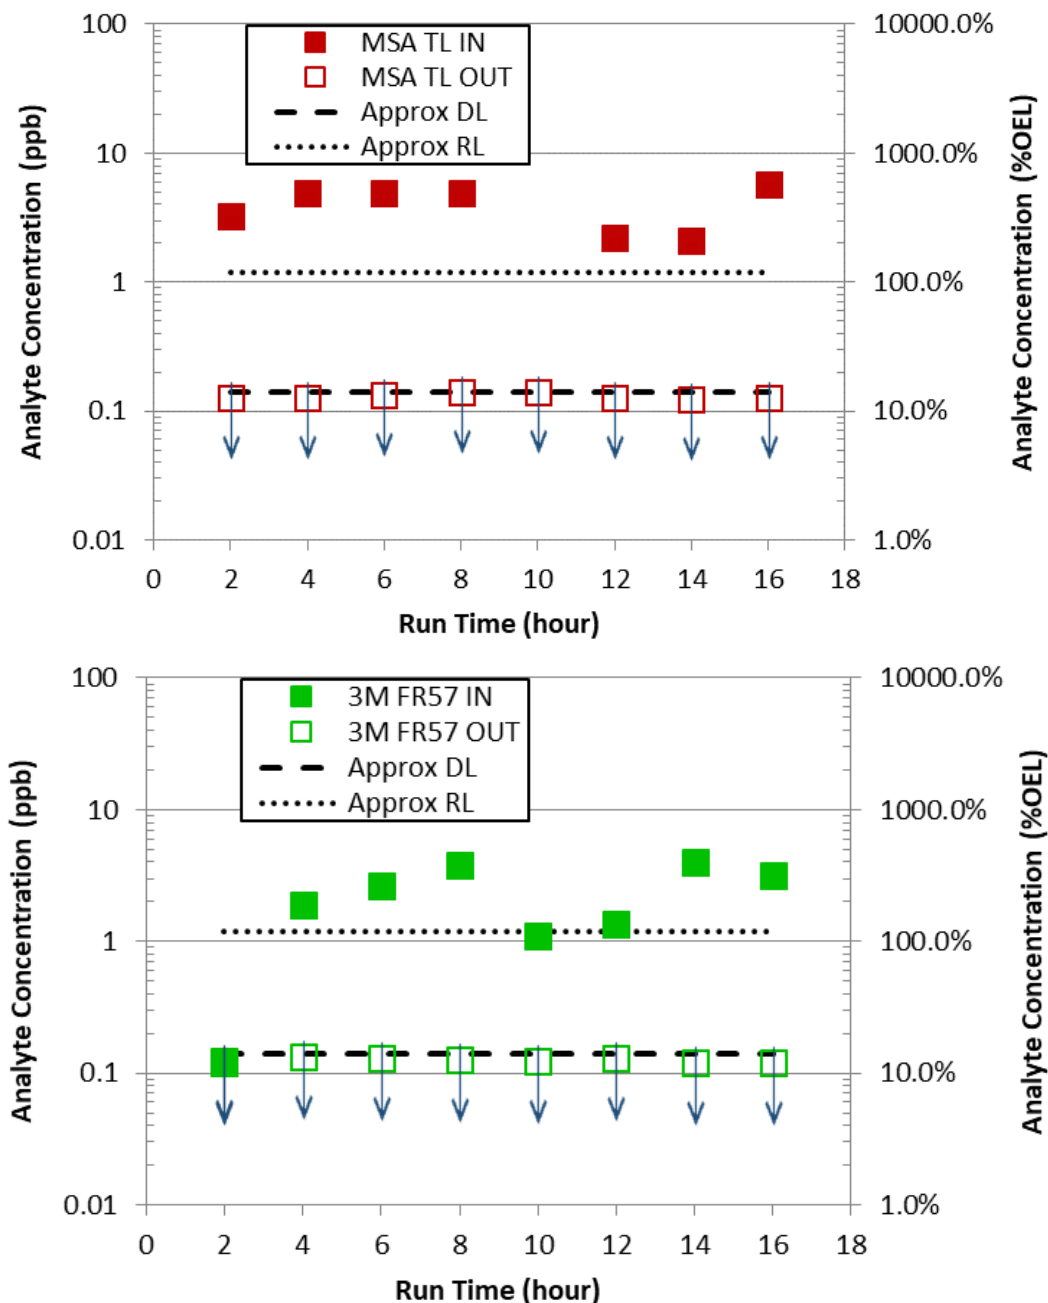 MSA TL IN
MSA TL OUT
Approx DL
Approx RL
100
10
1
0.1
0.01
Analyte Concentration (ppb)
10000.0%
1000.0%
100.0%
10.0%
1.0%
Analyte Concentration (%OEL)
0 2 4 6 8 10 12 14 16 18
Run Time (hour)
3M FR57 IN
3M FR57 OUT
Approx DL
Approx RL
100
10
1
0.1
0.01
Analyte Concentration (ppb)
10000.0%
1000.0%
100.0%
10.0%
1.0%
Analyte Concentration (%OEL)
0 2 4 6 8 10 12 14 16 18
Run Time (hour)